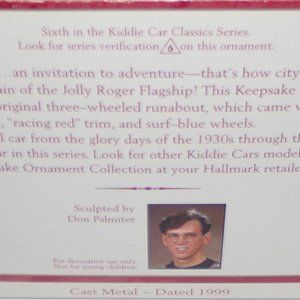 Sixth in the Kiddie Car Classics Series.
Look for series verification 6 on this ornament.
...an invitation to adventure—that's how city
ain of the Jolly Roger Flagship! This Keepsake
original three-wheeled runabout, which came w
, "racing red" trim, and surf-blue wheels.
l car from the glory days of the 1930s through th
ar in this series. Look for other Kiddie Cars model
ake Ornament Collection at your Hallmark retaile
Sculpted by
Don Palmiter
For decorative use only.
Not for young children.
Cast Metal – Dated 1999